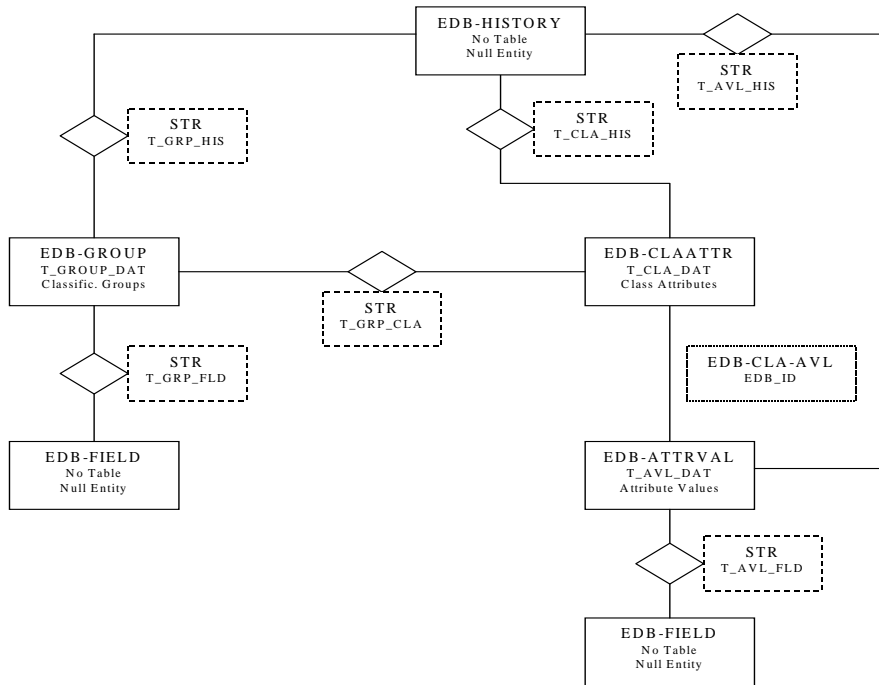 EDB-HISTORY
No Table
Null Entity
STR
T_AVL_HIS
STR
T_GRP_HIS
STR
T_CLA_HIS
EDB-GROUP
T_GROUP_DAT
Classific. Groups
EDB-CLAATTR
T_CLA_DAT
Class Attributes
STR
T_GRP_CLA
STR
T_GRP_FLD
EDB-CLA-AVL
EDB_ID
EDB-FIELD
No Table
Null Entity
EDB-ATTRVAL
T_AVL_DAT
Attribute Values
STR
T_AVL_FLD
EDB-FIELD
No Table
Null Entity